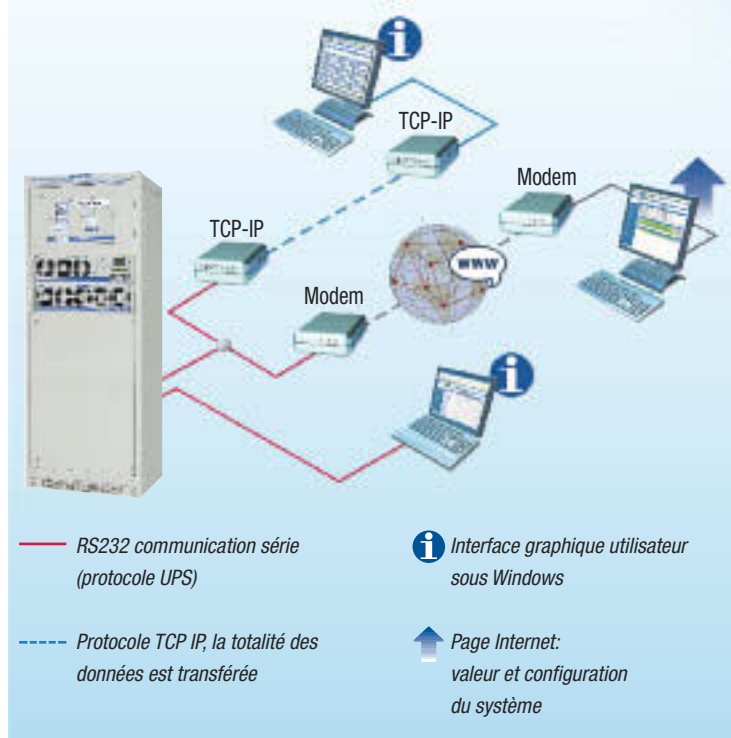 TCP-IP
Modem
TCP-IP
Modem
www
RS232 communication série
(protocole UPS)
Interface graphique utilisateur
sous Windows
Protocole TCP IP, la totalité des
données est transférée
Page Internet:
valeur et configuration
du système